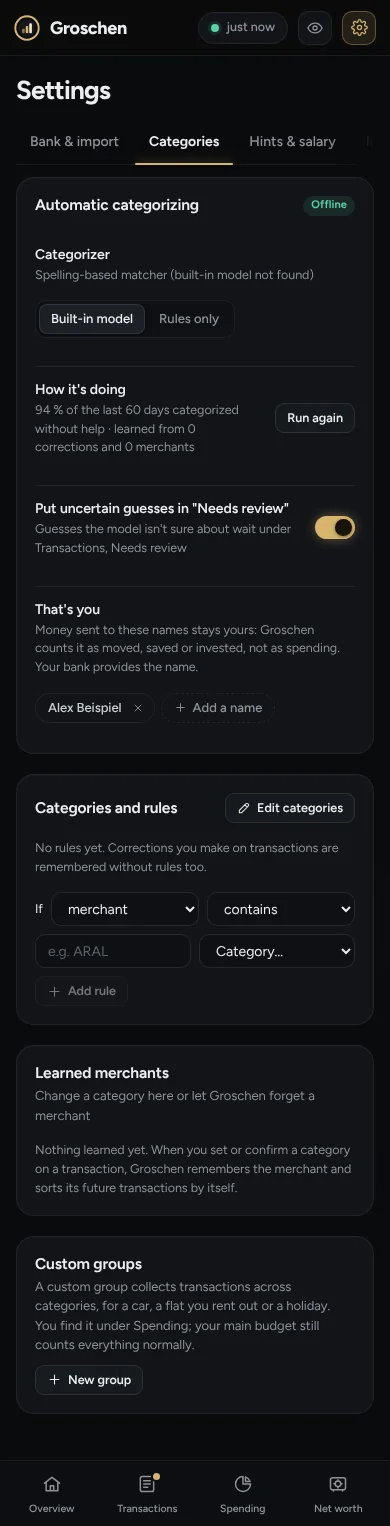 Groschen
just now
Settings
Bank & import
Categories
Hints & salary
Automatic categorizing
Offline
Categorizer
Spelling-based matcher (built-in model not found)
Built-in model
Rules only
How it's doing
94 % of the last 60 days categorized
without help · learned from 0
corrections and 0 merchants
Run again
Put uncertain guesses in "Needs review"
Guesses the model isn't sure about wait under
Transactions, Needs review
That's you
Money sent to these names stays yours: Groschen
counts it as moved, saved or invested, not as spending.
Your bank provides the name.
Alex Beispiel ×
+ Add a name
Categories and rules
Edit categories
No rules yet. Corrections you make on transactions are
remembered without rules too.
If merchant contains
e.g. ARAL Category...
+ Add rule
Learned merchants
Change a category here or let Groschen forget a
merchant
Nothing learned yet. When you set or confirm a category
on a transaction, Groschen remembers the merchant and
sorts its future transactions by itself.
Custom groups
A custom group collects transactions across
categories, for a car, a flat you rent out or a holiday.
You find it under Spending; your main budget still
counts everything normally.
+ New group
Overview
Transactions
Spending
Net worth